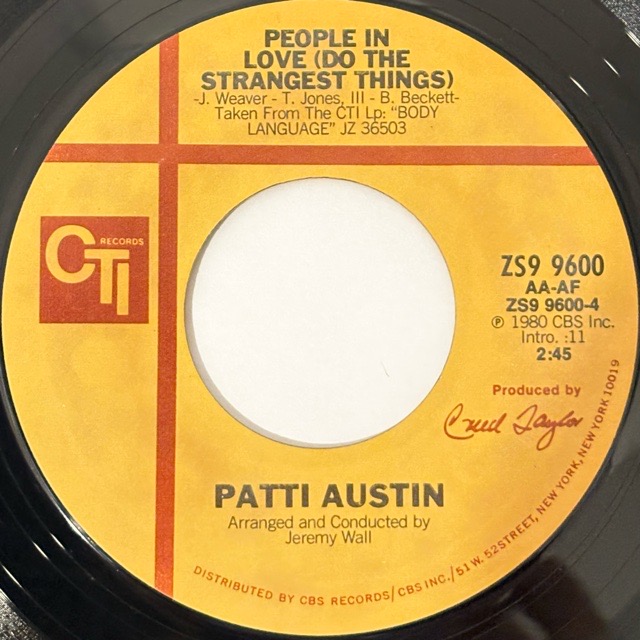 PEOPLE IN
LOVE (DO THE
STRANGEST THINGS)
-J. Weaver - T. Jones, III - B. Beckett-
Taken From The CTI Lp: "BODY
LANGUAGE" JZ 36503
CTI RECORDS
ZS9 9600
AA-AF
ZS9 9600-4
℗ 1980 CBS Inc.
Intro. :11
2:45
Produced by
Creed Taylor
PATTI AUSTIN
Arranged and Conducted by
Jeremy Wall
DISTRIBUTED BY CBS RECORDS/CBS INC./51 W. 52STREET, NEW YORK, NEW YORK 10019